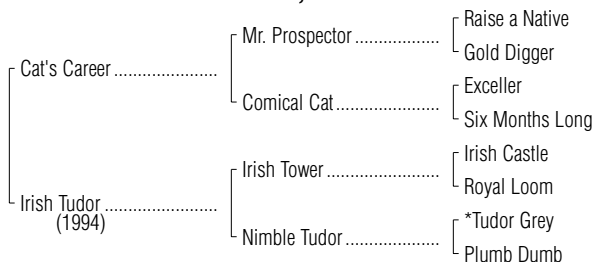 Raise a Native
Mr. Prospector ....................
Gold Digger
Cat's Career ........................
Exceller
Comical Cat ........................
Six Months Long
Irish Castle
Irish Tower ..........................
Royal Loom
Irish Tudor ..........................
(1994)
*Tudor Grey
Nimble Tudor ......................
Plumb Dumb